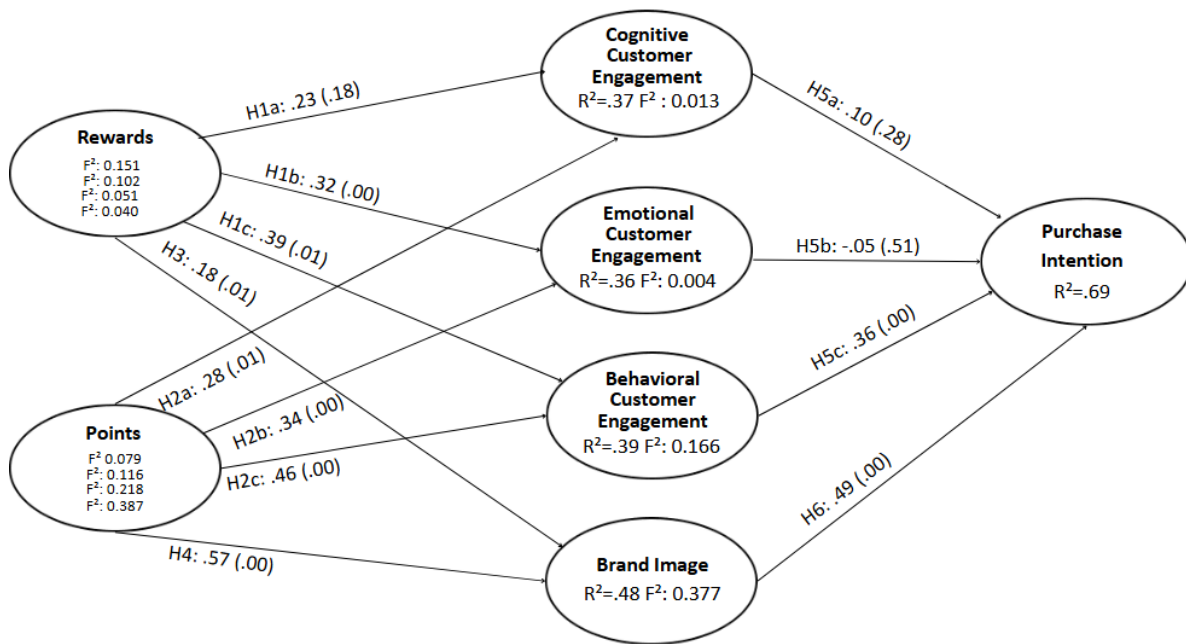 Cognitive
Customer
Engagement
R²=.37 F² : 0.013
H1a: .23 (.18)
H5a: .10 (.28)
Rewards
F²: 0.151
F²: 0.102
F²: 0.051
F²: 0.040
H1b: .32 (.00)
H1c: .39 (.01)
H3: .18 (.01)
Emotional
Customer
Engagement
R²=.36 F²: 0.004
H5b: -.05 (.51)
Purchase
Intention
R²=.69
H2a: .28 (.01)
H2b: .34 (.00)
H2c: .46 (.00)
H5c: .36 (.00)
Behavioral
Customer
Engagement
R²=.39 F²: 0.166
Points
F² 0.079
F²: 0.116
F²: 0.218
F²: 0.387
H4: .57 (.00)
H6: .49 (.00)
Brand Image
R²=.48 F²: 0.377